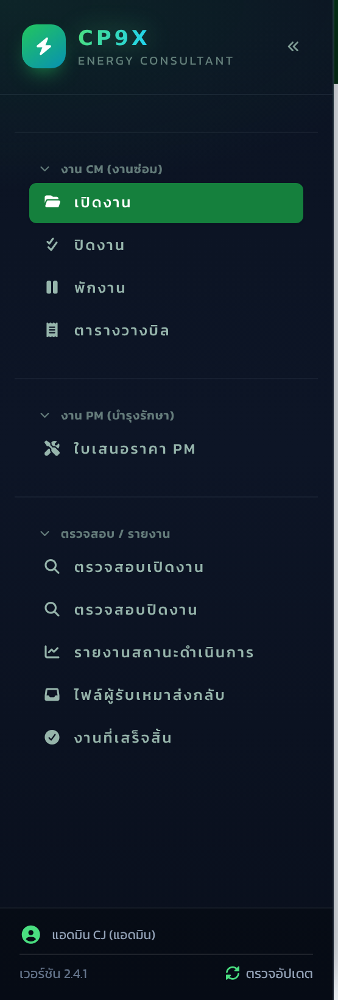 CP9X
ENERGY CONSULTANT
งาน CM (งานซ่อม)
เปิดงาน
ปิดงาน
พักงาน
ตารางวางบิล
งาน PM (บำรุงรักษา)
ใบเสนอราคา PM
ตรวจสอบ / รายงาน
ตรวจสอบเปิดงาน
ตรวจสอบปิดงาน
รายงานสถานะดำเนินการ
ไฟล์ผู้รับเหมาส่งกลับ
งานที่เสร็จสิ้น
แอดมิน CJ (แอดมิน)
เวอร์ชัน 2.4.1 ตรวจอัปเดต